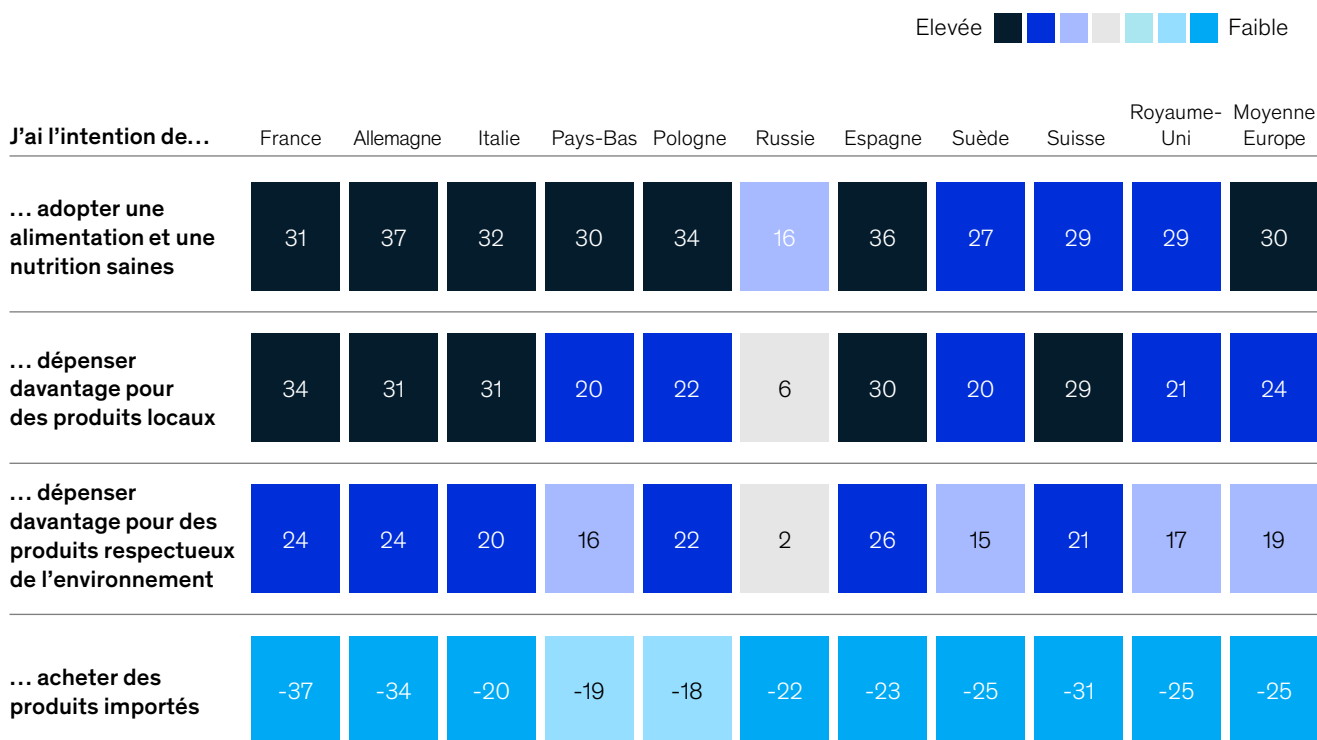 Elevée Faible
Royaume- Moyenne
J'ai l'intention de… France Allemagne Italie Pays-Bas Pologne Russie Espagne Suède Suisse Uni Europe
… adopter une
alimentation et une
nutrition saines
31 37 32 30 34 16 36 27 29 29 30
… dépenser
davantage pour
des produits locaux
34 31 31 20 22 6 30 20 29 21 24
… dépenser
davantage pour des
produits respectueux
de l'environnement
24 24 20 16 22 2 26 15 21 17 19
… acheter des
produits importés
-37 -34 -20 -19 -18 -22 -23 -25 -31 -25 -25